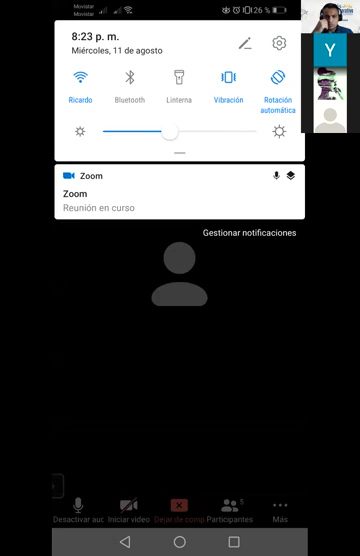 Movistar
Movistar
26 %
8:23 p. m.
Miércoles, 11 de agosto
Ricardo
Bluetooth
Linterna
Vibración
Rotación
automática
Zoom
Zoom
Reunión en curso
Gestionar notificaciones
Y
5
Desactivar auc
Iniciar video
Dejar de comp
Participantes
Más